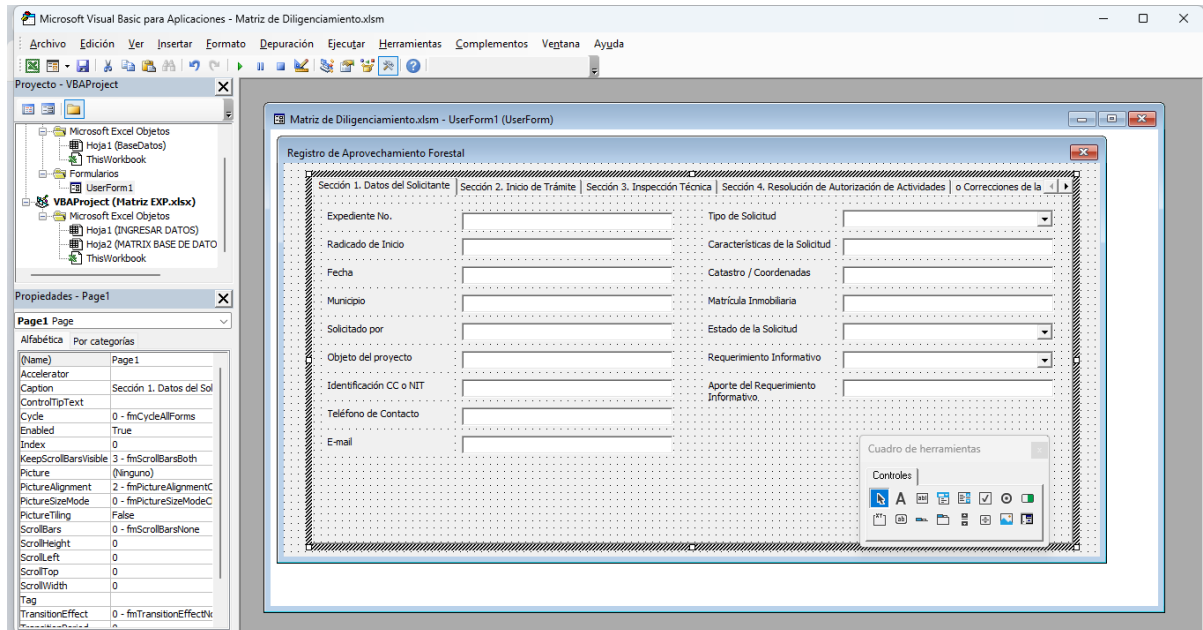 Microsoft Visual Basic para Aplicaciones - Matriz de Diligenciamiento.xlsm
Archivo Edición Ver Insertar Formato Depuración Ejecutar Herramientas Complementos Ventana Ayuda
Proyecto - VBAProject
Microsoft Excel Objetos
Hoja1 (BaseDatos)
ThisWorkbook
Formularios
UserForm1
VBAProject (Matriz EXP.xlsx)
Microsoft Excel Objetos
Hoja1 (INGRESAR DATOS)
Hoja2 (MATRIX BASE DE DATO
ThisWorkbook
Propiedades - Page1
Page1 Page
Alfabética Por categorías
(Name) Page1
Accelerator
Caption Sección 1. Datos del Sol
ControlTipText
Cycle 0 - fmCycleAllForms
Enabled True
Index 0
KeepScrollBarsVisible 3 - fmScrollBarsBoth
Picture (Ninguno)
PictureAlignment 2 - fmPictureAlignmentC
PictureSizeMode 0 - fmPictureSizeModeC
PictureTiling False
ScrollBars 0 - fmScrollBarsNone
ScrollHeight 0
ScrollLeft 0
ScrollTop 0
ScrollWidth 0
Tag
TransitionEffect 0 - fmTransitionEffectNo
TransitionPeriod 0
Matriz de Diligenciamiento.xlsm - UserForm1 (UserForm)
Registro de Aprovechamiento Forestal
Sección 1. Datos del Solicitante Sección 2. Inicio de Trámite Sección 3. Inspección Técnica Sección 4. Resolución de Autorización de Actividades o Correcciones de la
Expediente No. Tipo de Solicitud
Radicado de Inicio Características de la Solicitud
Fecha Catastro / Coordenadas
Municipio Matrícula Inmobiliaria
Solicitado por Estado de la Solicitud
Objeto del proyecto Requerimiento Informativo
Identificación CC o NIT Aporte del Requerimiento
Informativo
Teléfono de Contacto
E-mail
Cuadro de herramientas
Controles